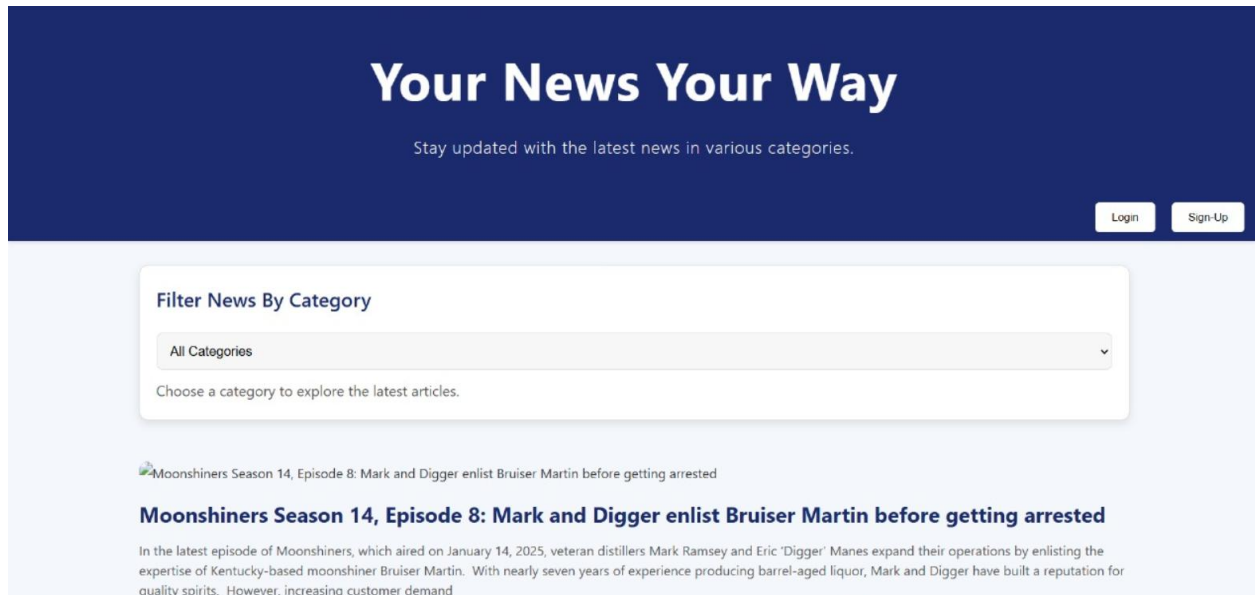 Your News Your Way
Stay updated with the latest news in various categories.
Login Sign-Up
Filter News By Category
All Categories
Choose a category to explore the latest articles.
Moonshiners Season 14, Episode 8: Mark and Digger enlist Bruiser Martin before getting arrested
Moonshiners Season 14, Episode 8: Mark and Digger enlist Bruiser Martin before getting arrested
In the latest episode of Moonshiners, which aired on January 14, 2025, veteran distillers Mark Ramsey and Eric 'Digger' Manes expand their operations by enlisting the
expertise of Kentucky-based moonshiner Bruiser Martin. With nearly seven years of experience producing barrel-aged liquor, Mark and Digger have built a reputation for
quality spirits. However, increasing customer demand